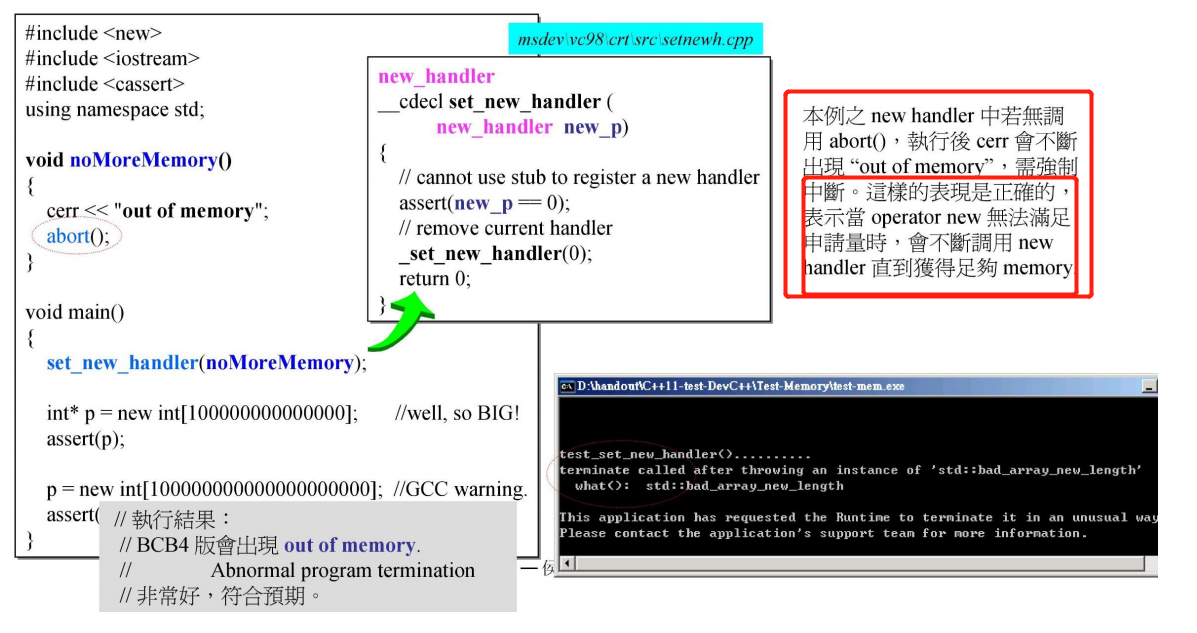 #include <new>
#include <iostream>
#include <cassert>
using namespace std;
void noMoreMemory()
{
cerr << "out of memory";
abort();
}
void main()
{
set_new_handler(noMoreMemory);
int* p = new int[100000000000000]; //well, so BIG!
assert(p);
p = new int[100000000000000000000]; //GCC warning.
assert(
}
// 執行結果：
// BCB4 版會出現 out of memory.
// Abnormal program termination
// 非常好，符合預期。
msdev\vc98\crt\src\setnewh.cpp
new_handler
__cdecl set_new_handler (
new_handler new_p)
{
// cannot use stub to register a new handler
assert(new_p == 0);
// remove current handler
_set_new_handler(0);
return 0;
}
本例之 new handler 中若無調
用 abort()，執行後 cerr 會不斷
出現 “out of memory”，需強制
中斷。這樣的表現是正確的，
表示當 operator new 無法滿足
申請量時，會不斷調用 new
handler 直到獲得足夠 memory.
D:\handout\C++11-test-DevC++\Test-Memory\test-mem.exe
test_set_new_handler()..........
terminate called after throwing an instance of 'std::bad_array_new_length'
what(): std::bad_array_new_length
This application has requested the Runtime to terminate it in an unusual way
Please contact the application's support team for more information.